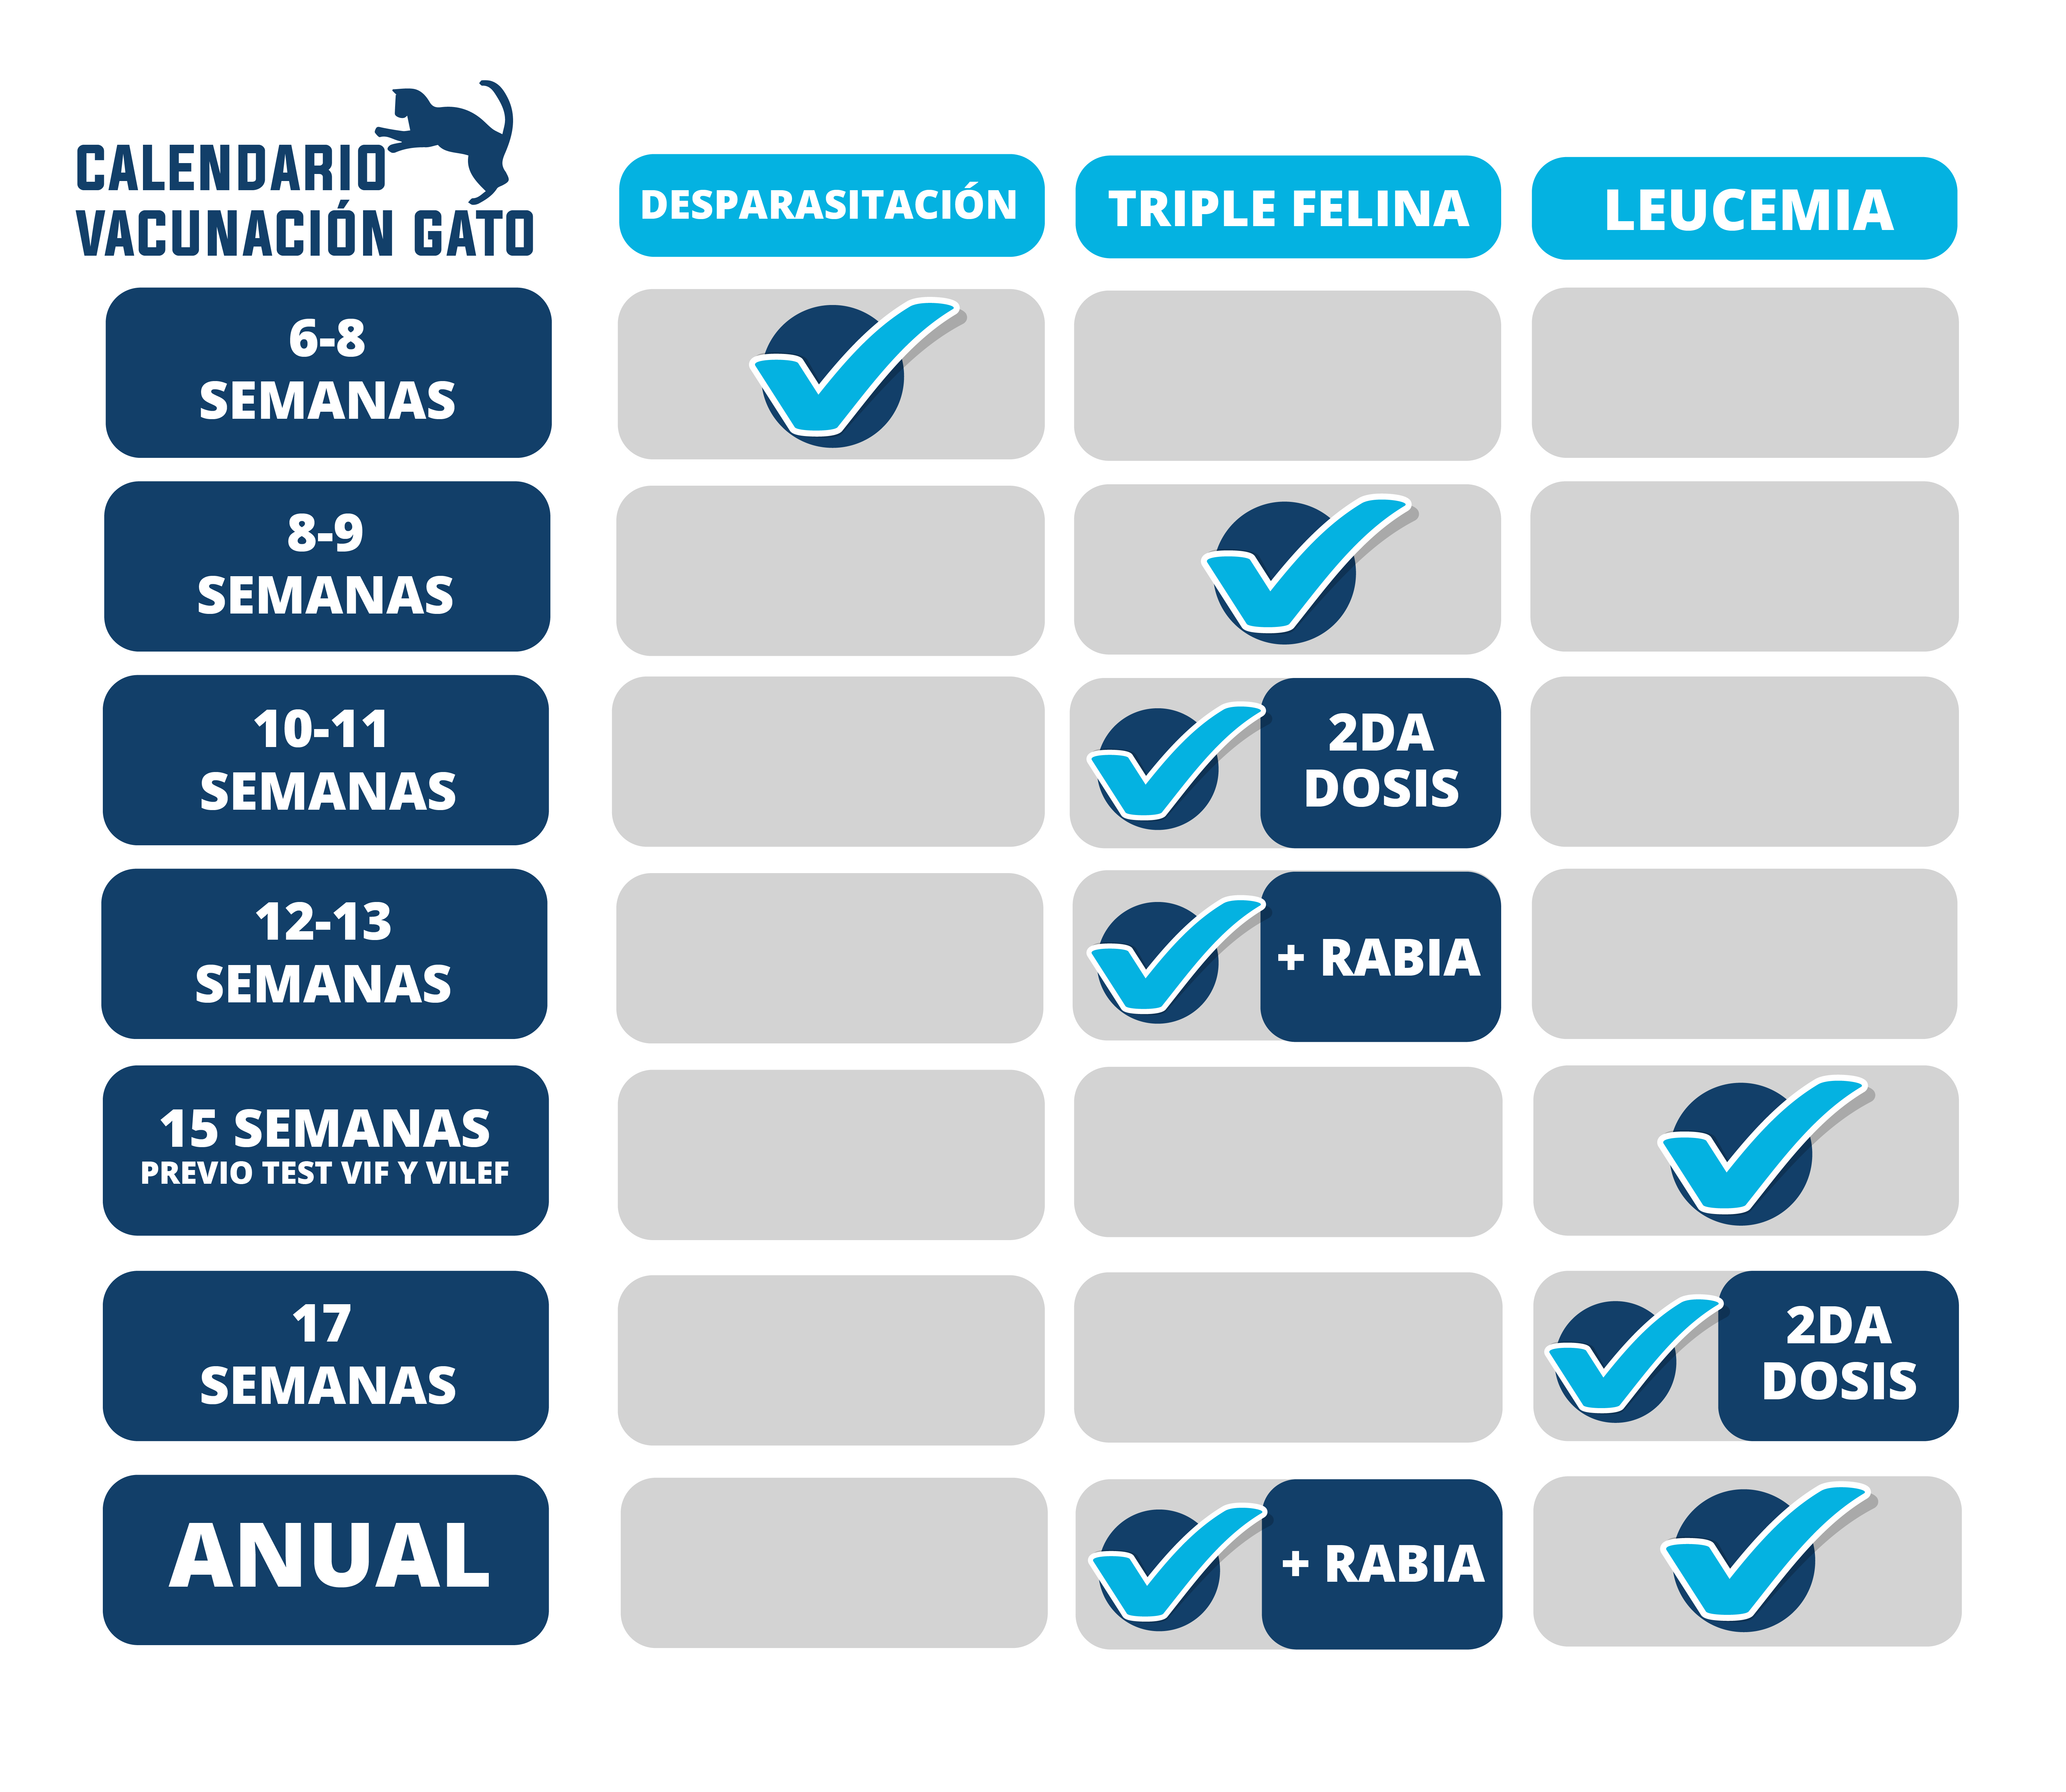 CALENDARIO
VACUNACIÓN GATO
DESPARASITACIÓN
TRIPLE FELINA
LEUCEMIA
6-8
SEMANAS
8-9
SEMANAS
10-11
SEMANAS
2DA
DOSIS
12-13
SEMANAS
+ RABIA
15 SEMANAS
PREVIO TEST VIF Y VILEF
17
SEMANAS
2DA
DOSIS
ANUAL
+ RABIA